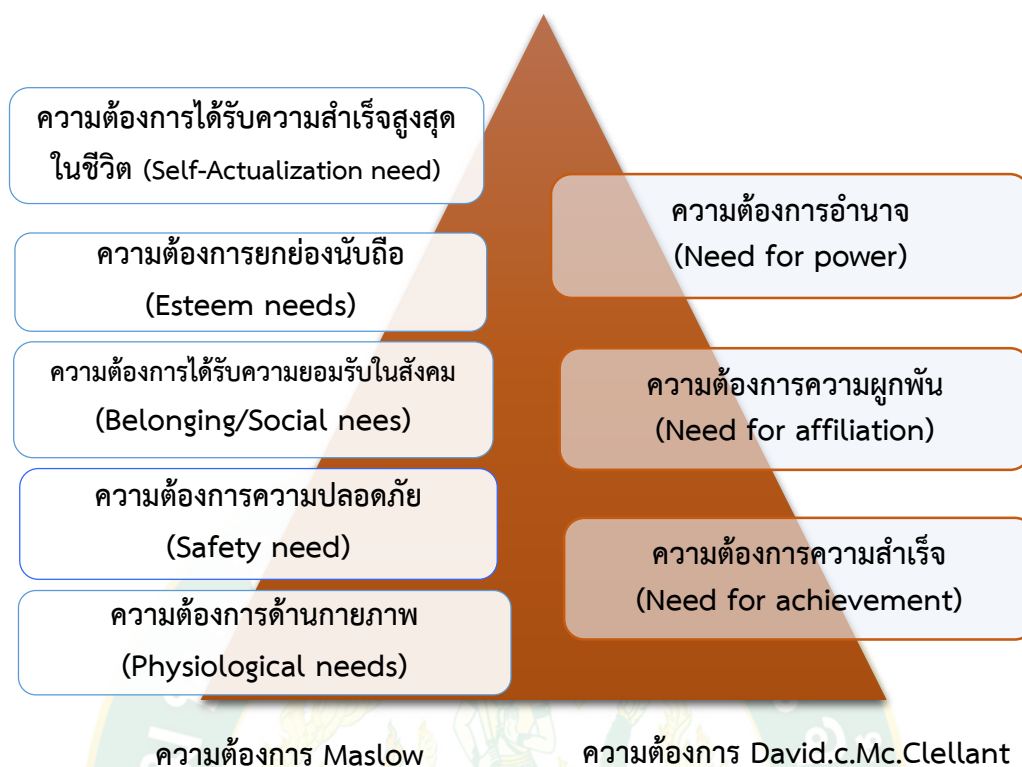 ความต้องการได้รับความสำเร็จสูงสุด
ในชีวิต (Self-Actualization need)
ความต้องการยกย่องนับถือ
(Esteem needs)
ความต้องการได้รับความยอมรับในสังคม
(Belonging/Social nees)
ความต้องการความปลอดภัย
(Safety need)
ความต้องการด้านกายภาพ
(Physiological needs)
ความต้องการ Maslow
ความต้องการอำนาจ
(Need for power)
ความต้องการความผูกพัน
(Need for affiliation)
ความต้องการความสำเร็จ
(Need for achievement)
ความต้องการ David.c.Mc.Clellant